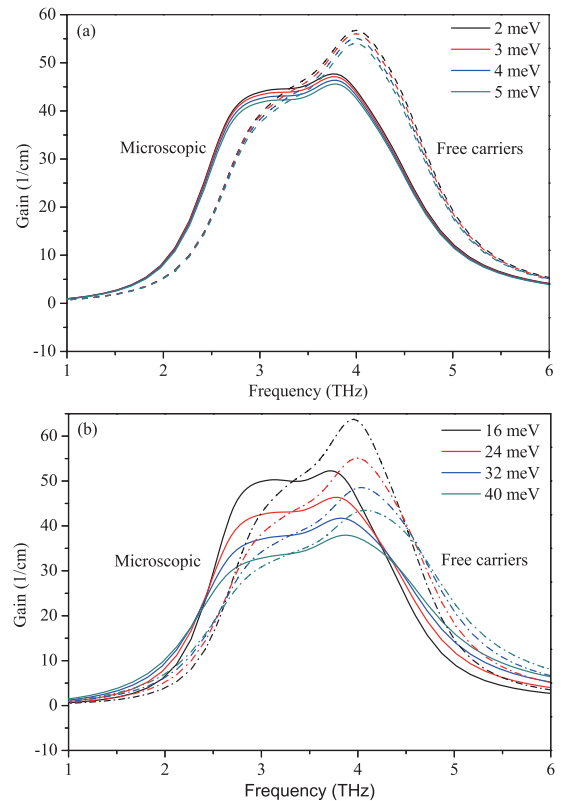 (a)
2 meV
3 meV
4 meV
5 meV
Microscopic
Free carriers
Gain (1/cm)
60
50
40
30
20
10
0
-10
1 2 3 4 5 6
Frequency (THz)
(b)
16 meV
24 meV
32 meV
40 meV
Microscopic
Free carriers
Gain (1/cm)
60
50
40
30
20
10
0
-10
1 2 3 4 5 6
Frequency (THz)